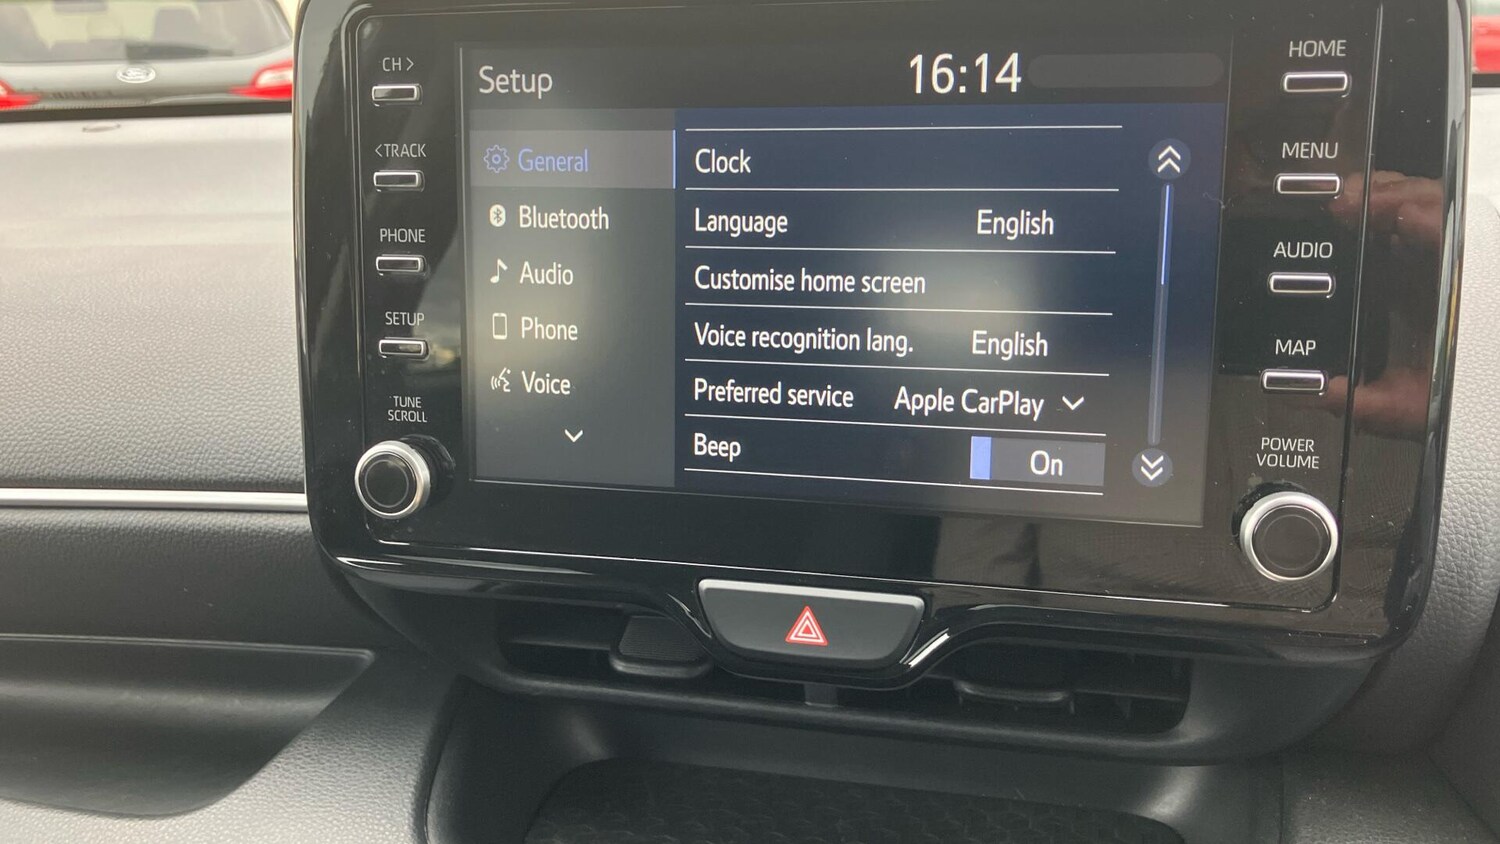 CH >
<TRACK
PHONE
SETUP
TUNE
SCROLL
Setup
16:14
General
Bluetooth
Audio
Phone
Voice
Clock
Language English
Customise home screen
Voice recognition lang. English
Preferred service Apple CarPlay
Beep On
HOME
MENU
AUDIO
MAP
POWER
VOLUME